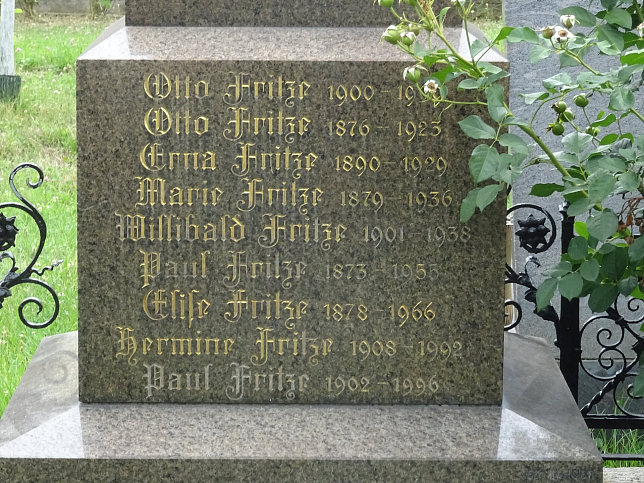 Otto Fritze 1900 -
Otto Fritze 1876 - 1923
Erna Fritze 1890 - 1929
Marie Fritze 1879 - 1936
Willibald Fritze 1901 - 1938
Paul Fritze 1873 - 1955
Elise Fritze 1878 - 1966
Hermine Fritze 1908 - 1992
Paul Fritze 1902 - 1996